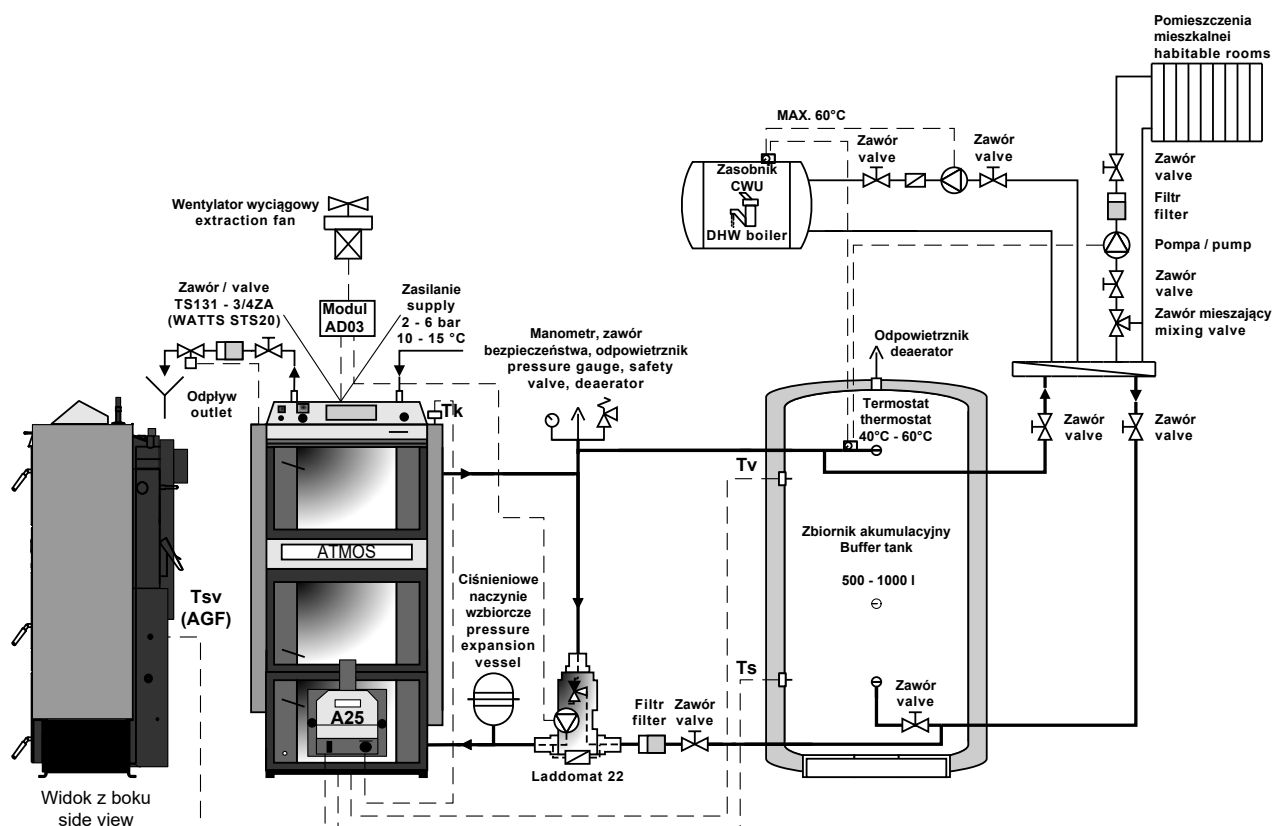 Pomieszczenia
mieszkalnei
habitable rooms
MAX. 60°C
Zawór
valve
Zawór
valve
Zasobnik
CWU
DHW boiler
Zawór
valve
Filtr
filter
Pompa / pump
Zawór
valve
Zawór mieszający
mixing valve
Wentylator wyciągowy
extraction fan
Zawór / valve
TS131 - 3/4ZA
(WATTS STS20)
Modul
AD03
Zasilanie
supply
2 - 6 bar
10 - 15 °C
Manometr, zawór
bezpieczeństwa, odpowietrznik
pressure gauge, safety
valve, deaerator
Odpowietrznik
deaerator
Odpływ
outlet
Tk
Termostat
thermostat
40°C - 60°C
Zawór
valve
Zawór
valve
Tv
Zbiornik akumulacyjny
Buffer tank
500 - 1000 l
ATMOS
Tsv
(AGF)
Ciśnieniowe
naczynie
wzbiorcze
pressure
expansion
vessel
Ts
A25
Filtr
filter
Zawór
valve
Zawór
valve
Laddomat 22
Widok z boku
side view